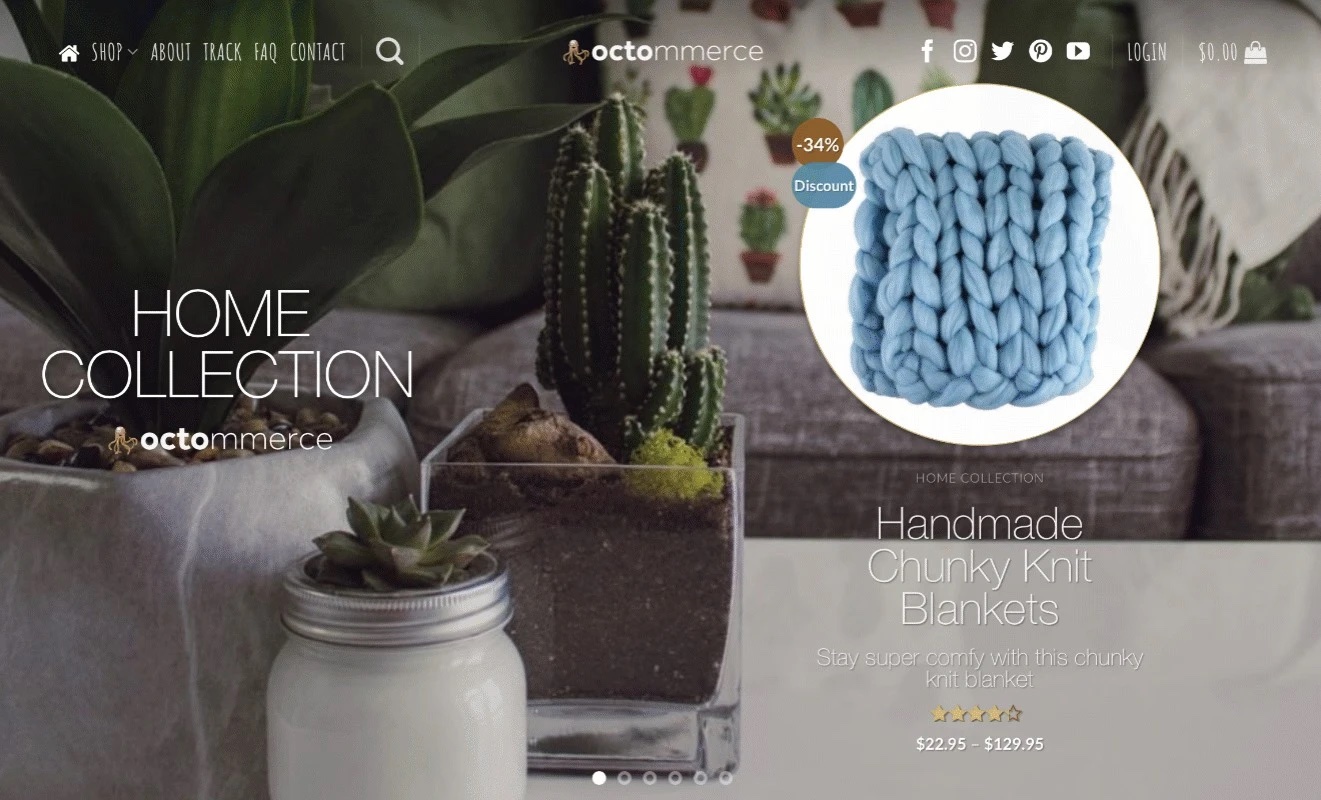 SHOP ABOUT TRACK FAQ CONTACT
octommerce
LOGIN $0.00
-34%
Discount
HOME
COLLECTION
octommerce
HOME COLLECTION
Handmade
Chunky Knit
Blankets
Stay super comfy with this chunky
knit blanket
$22.95 – $129.95